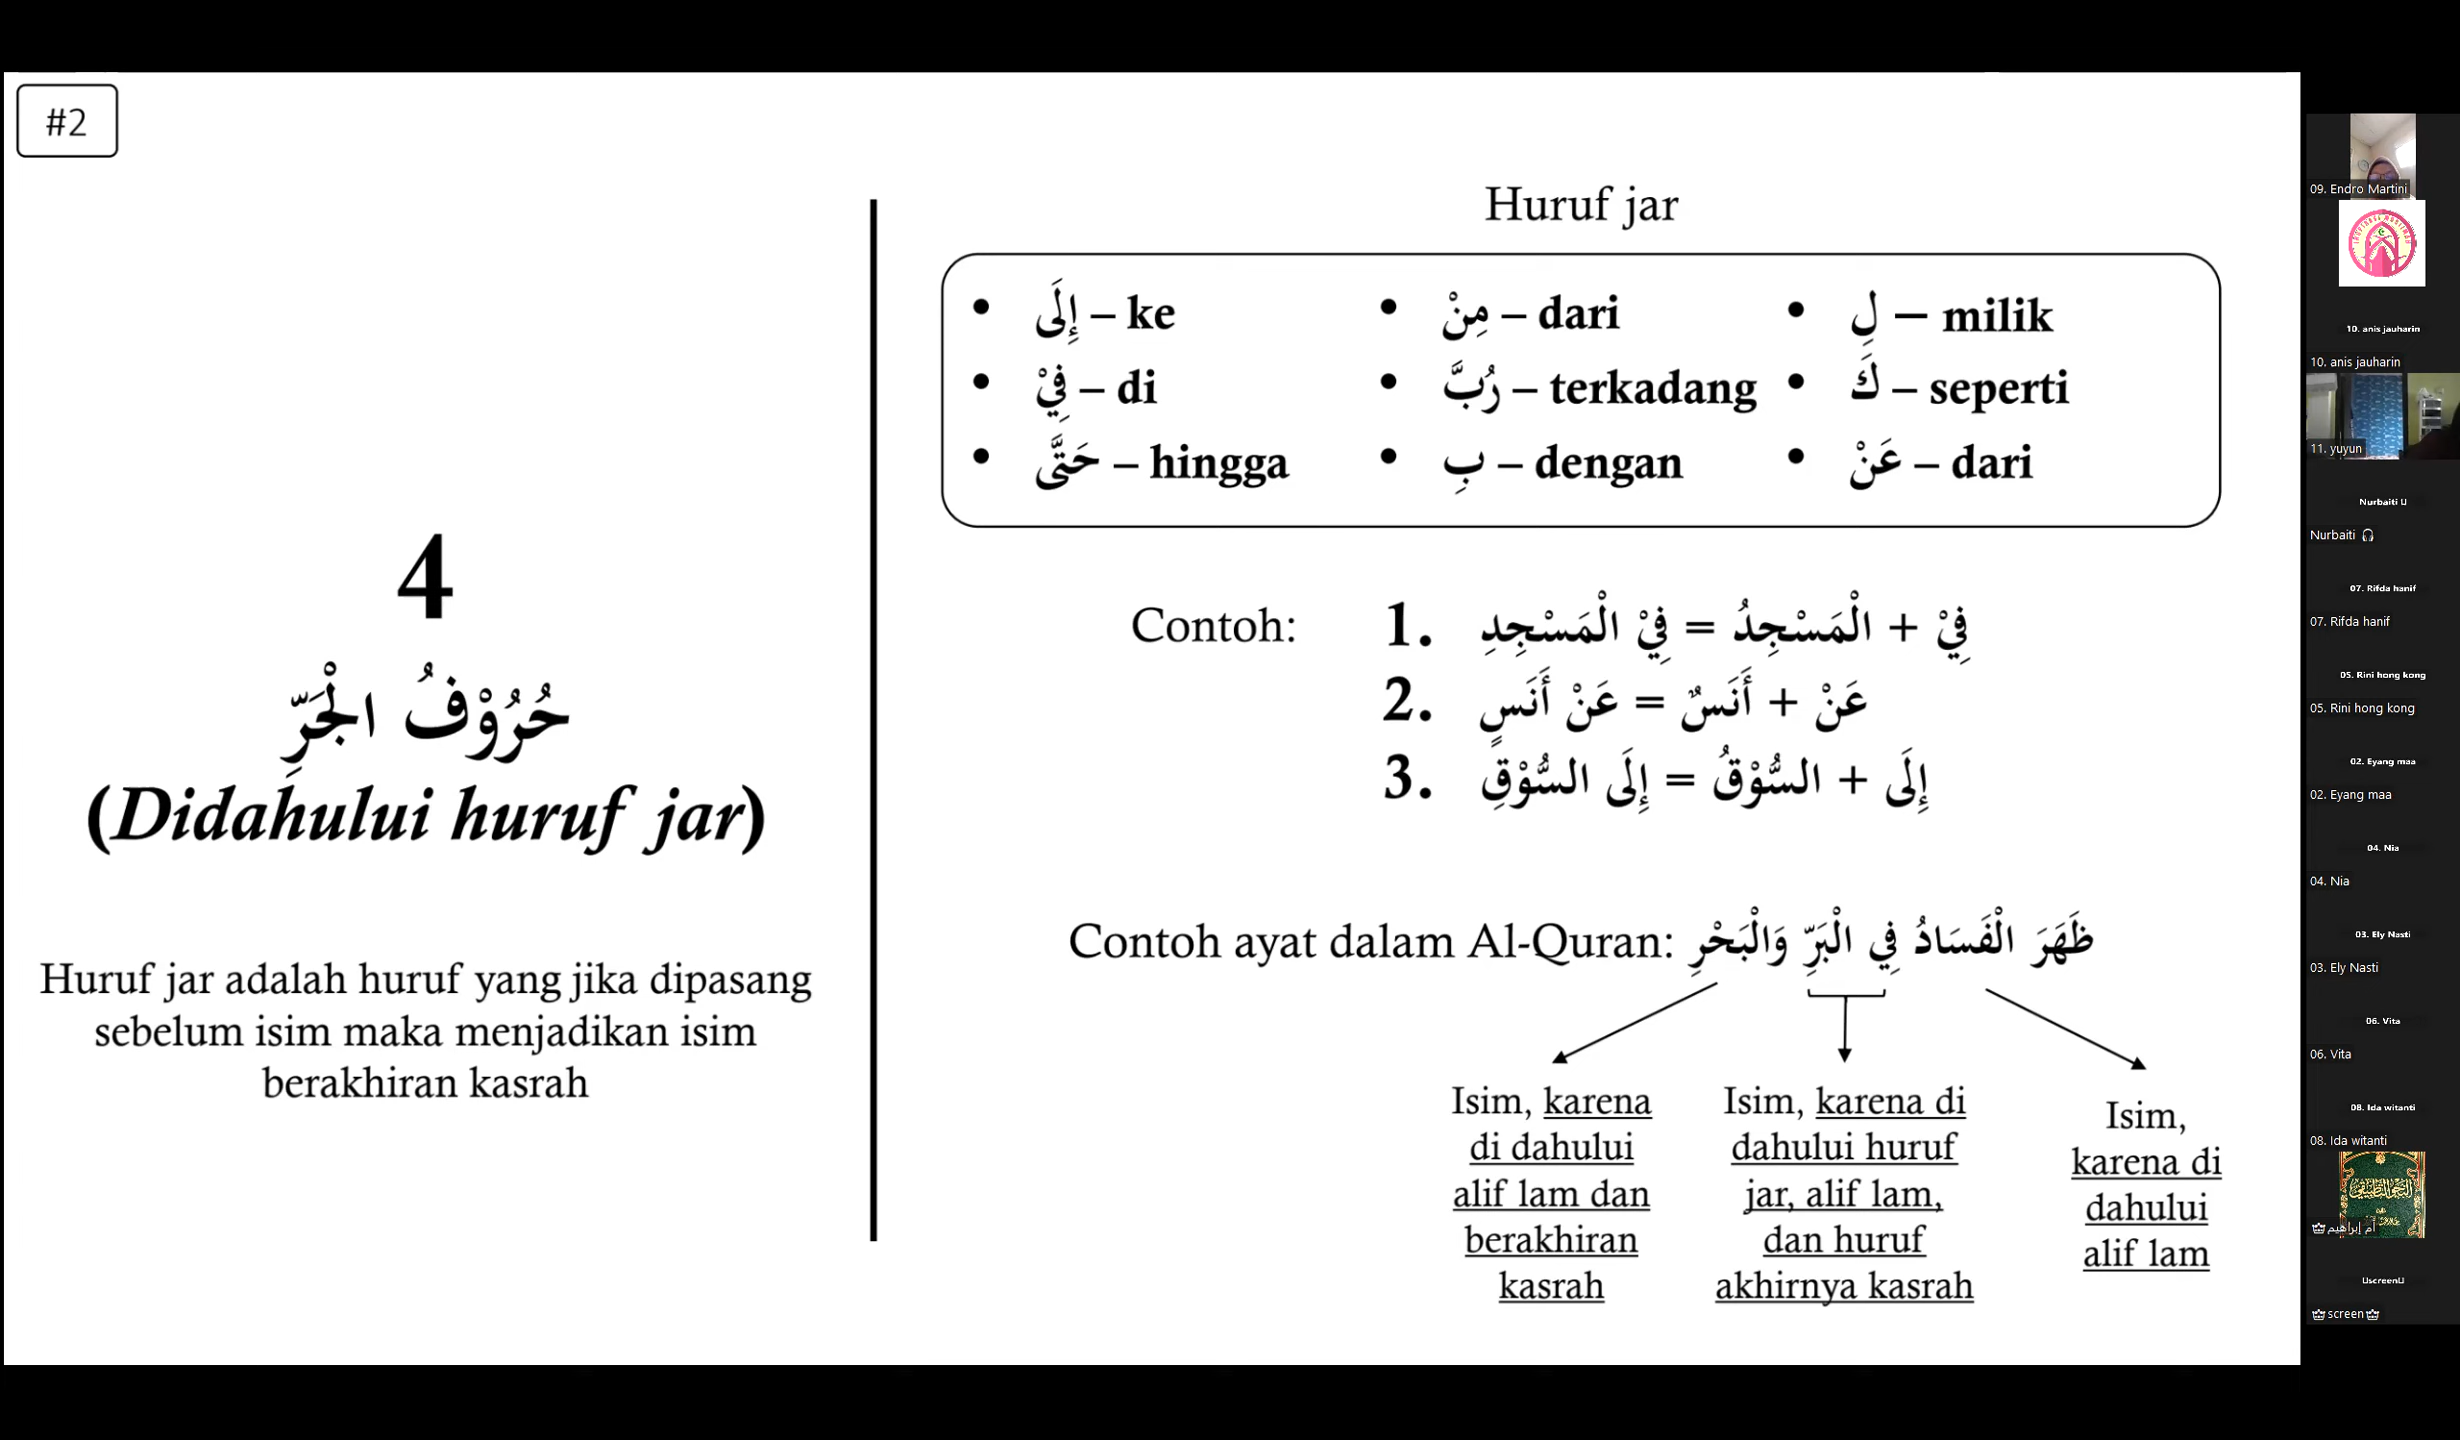 #2
4
حُرُوْفُ الْجَرِّ
(Didahului huruf jar)
Huruf jar adalah huruf yang jika dipasang
sebelum isim maka menjadikan isim
berakhiran kasrah
Huruf jar
• إِلَى – ke
• مِنْ – dari
• لِ – milik
• فِيْ – di
• رُبَّ – terkadang
• كَ – seperti
• حَتَّى – hingga
• بِ – dengan
• عَنْ – dari
Contoh:
1. فِيْ + الْمَسْجِدُ = فِيْ الْمَسْجِدِ
2. عَنْ + أَنَسٌ = عَنْ أَنَسٍ
3. إِلَى + السُّوْقُ = إِلَى السُّوْقِ
Contoh ayat dalam Al-Quran: ظَهَرَ الْفَسَادُ فِي الْبَرِّ وَالْبَحْرِ
Isim, karena
di dahului
alif lam dan
berakhiran
kasrah
Isim, karena di
dahului huruf
jar, alif lam,
dan huruf
akhirnya kasrah
Isim,
karena di
dahului
alif lam
09. Endro Martini
10. anis jauharin
10. anis jauharin
11. yuyun
Nurbaiti
Nurbaiti
07. Rifda hanif
07. Rifda hanif
05. Rini hong kong
05. Rini hong kong
02. Eyang maa
02. Eyang maa
04. Nia
04. Nia
03. Ely Nasti
03. Ely Nasti
06. Vita
06. Vita
08. Ida witanti
08. Ida witanti
النحو التطبيقي
أم إبراهيم
screen
screen